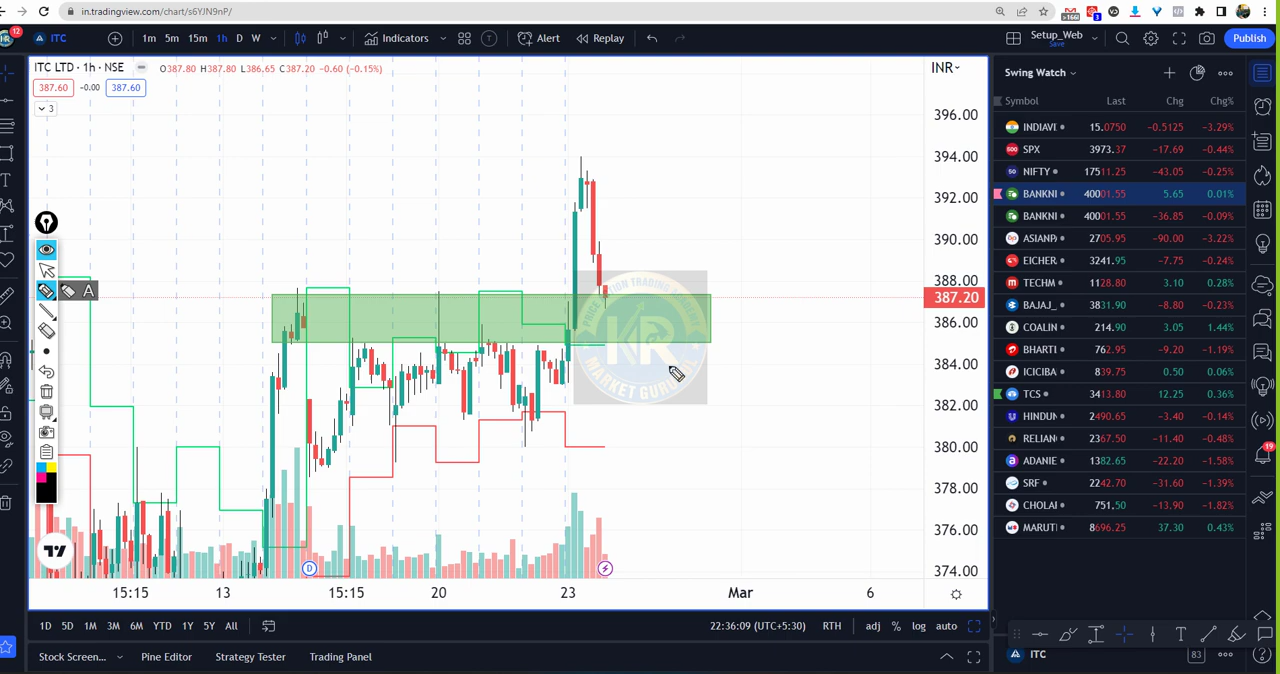 in.tradingview.com/chart/s6YJN9nP/
>166
3
12
ITC
1m 5m 15m 1h D W
Indicators
Alert
Replay
Setup_Web
Save
Publish
ITC LTD · 1h · NSE
O387.80 H387.80 L386.65 C387.20 −0.60 (−0.15%)
387.60
-0.00
387.60
3
INR
396.00
394.00
392.00
390.00
388.00
387.20
386.00
384.00
382.00
380.00
378.00
376.00
374.00
A
KR
D
15:15 13 15:15 20 23 Mar 6
1D 5D 1M 3M 6M YTD 1Y 5Y All
22:36:09 (UTC+5:30)
RTH
adj % log auto
Stock Screen...
Pine Editor
Strategy Tester
Trading Panel
Swing Watch
Symbol Last Chg Chg%
INDIAVI 15.0750 −0.5125 −3.29%
SPX 3973.37 −17.69 −0.44%
NIFTY 17511.25 −43.05 −0.25%
BANKNI 40001.55 5.65 0.01%
BANKNI 40001.55 −36.85 −0.09%
ASIANP 2705.95 −90.00 −3.22%
EICHER 3241.95 −7.75 −0.24%
TECHM 1128.80 3.10 0.28%
BAJAJ_ 3831.90 −8.80 −0.23%
COALIN 214.90 3.05 1.44%
BHARTI 762.95 −9.20 −1.19%
ICICIBA 839.75 0.50 0.06%
TCS 3413.80 12.25 0.36%
HINDUN 2490.65 −3.40 −0.14%
RELIAN 2367.50 −11.40 −0.48%
ADANIE 1382.65 −22.20 −1.58%
SRF 2242.70 −31.60 −1.39%
CHOLAI 751.50 −13.90 −1.82%
MARUTI 8696.25 37.30 0.43%
19
ITC
83